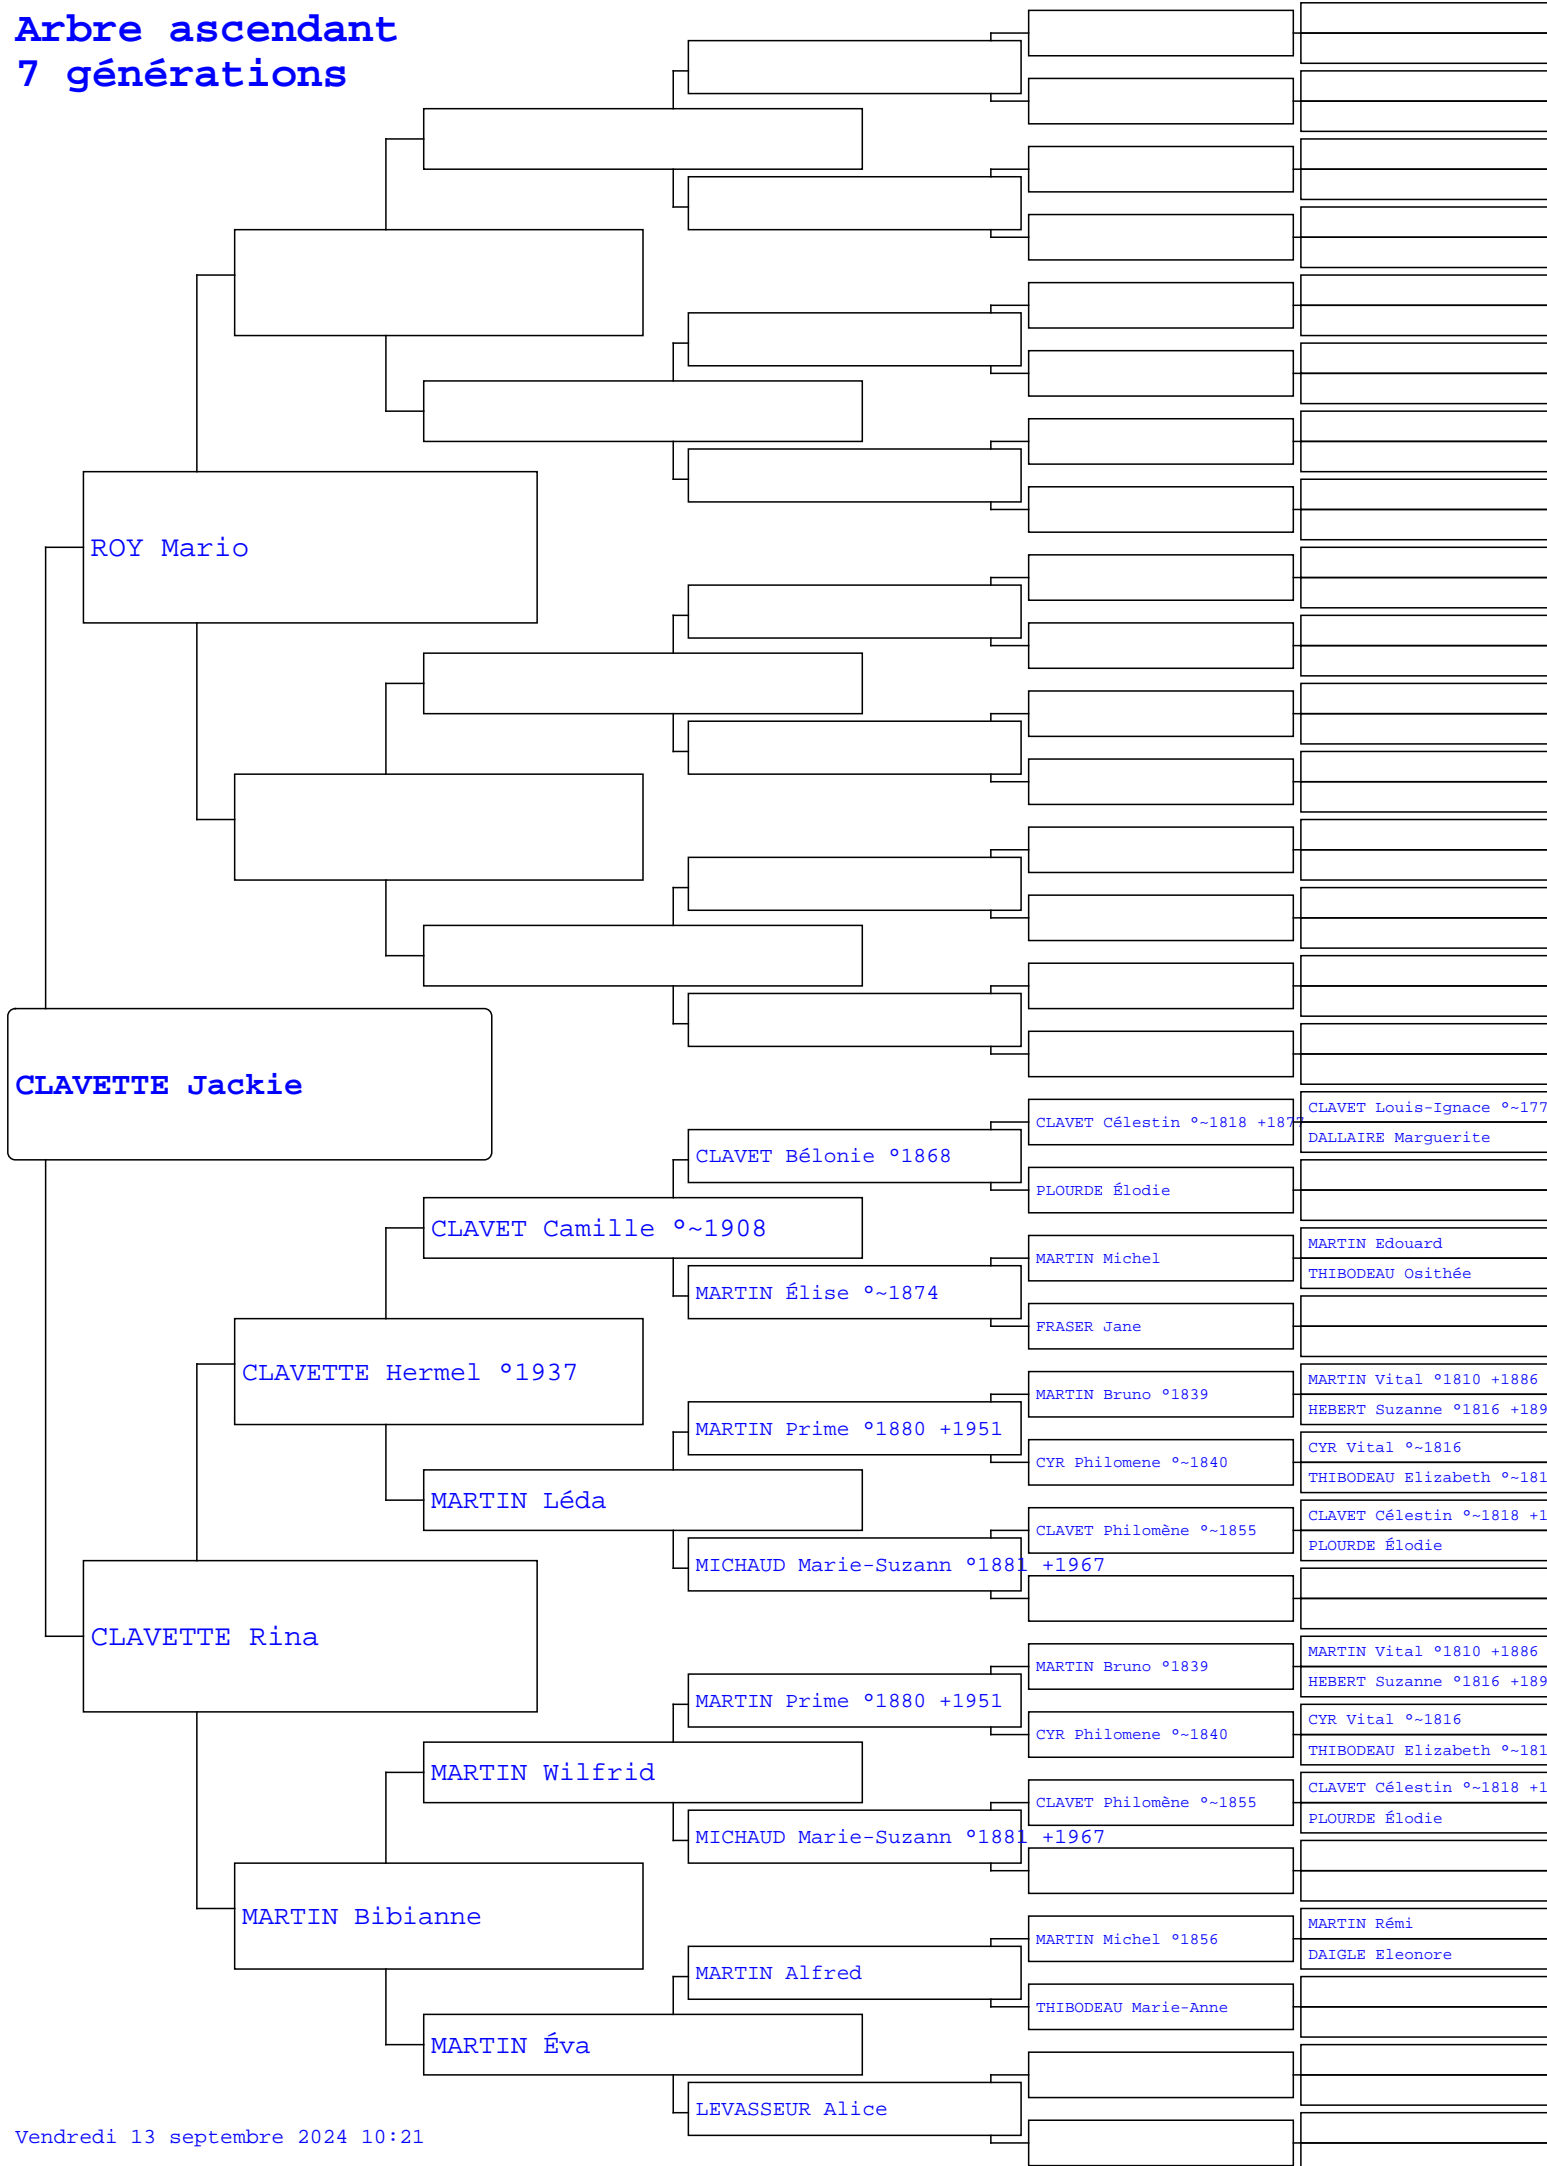 Arbre ascendant
7 générations
ROY Mario
CLAVETTE Jackie
CLAVET Louis-Ignace °~177
CLAVET Célestin °~1818 +1877
DALLAIRE Marguerite
CLAVET Bélonie °1868
PLOURDE Élodie
CLAVET Camille °~1908
MARTIN Edouard
MARTIN Michel
THIBODEAU Osithée
MARTIN Élise °~1874
FRASER Jane
CLAVETTE Hermel °1937
MARTIN Vital °1810 +1886
MARTIN Bruno °1839
HEBERT Suzanne °1816 +189
MARTIN Prime °1880 +1951
CYR Vital °~1816
CYR Philomene °~1840
THIBODEAU Elizabeth °~181
MARTIN Léda
CLAVET Célestin °~1818 +1
CLAVET Philomène °~1855
PLOURDE Élodie
MICHAUD Marie-Suzann °1881 +1967
CLAVETTE Rina
MARTIN Vital °1810 +1886
MARTIN Bruno °1839
HEBERT Suzanne °1816 +189
MARTIN Prime °1880 +1951
CYR Vital °~1816
CYR Philomene °~1840
THIBODEAU Elizabeth °~181
MARTIN Wilfrid
CLAVET Célestin °~1818 +1
CLAVET Philomène °~1855
PLOURDE Élodie
MICHAUD Marie-Suzann °1881 +1967
MARTIN Bibianne
MARTIN Rémi
MARTIN Michel °1856
DAIGLE Eleonore
MARTIN Alfred
THIBODEAU Marie-Anne
MARTIN Éva
LEVASSEUR Alice
Vendredi 13 septembre 2024 10:21